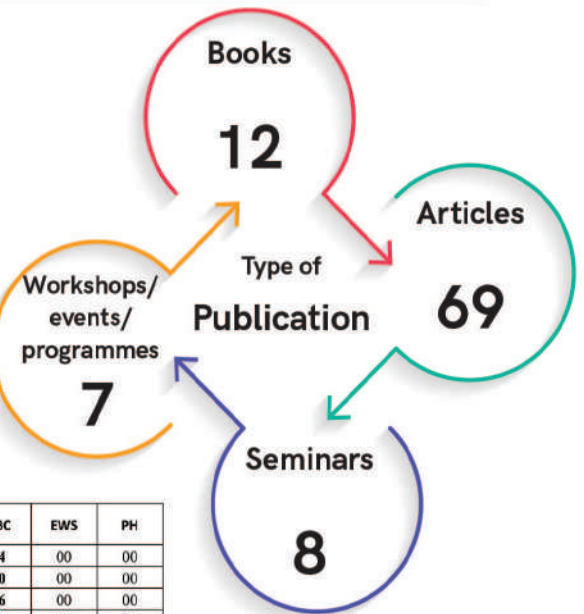 Books
12
Articles
69
Type of
Publication
Workshops/
events/
programmes
7
Seminars
8
EWS PH
00 00
00 00
00 00